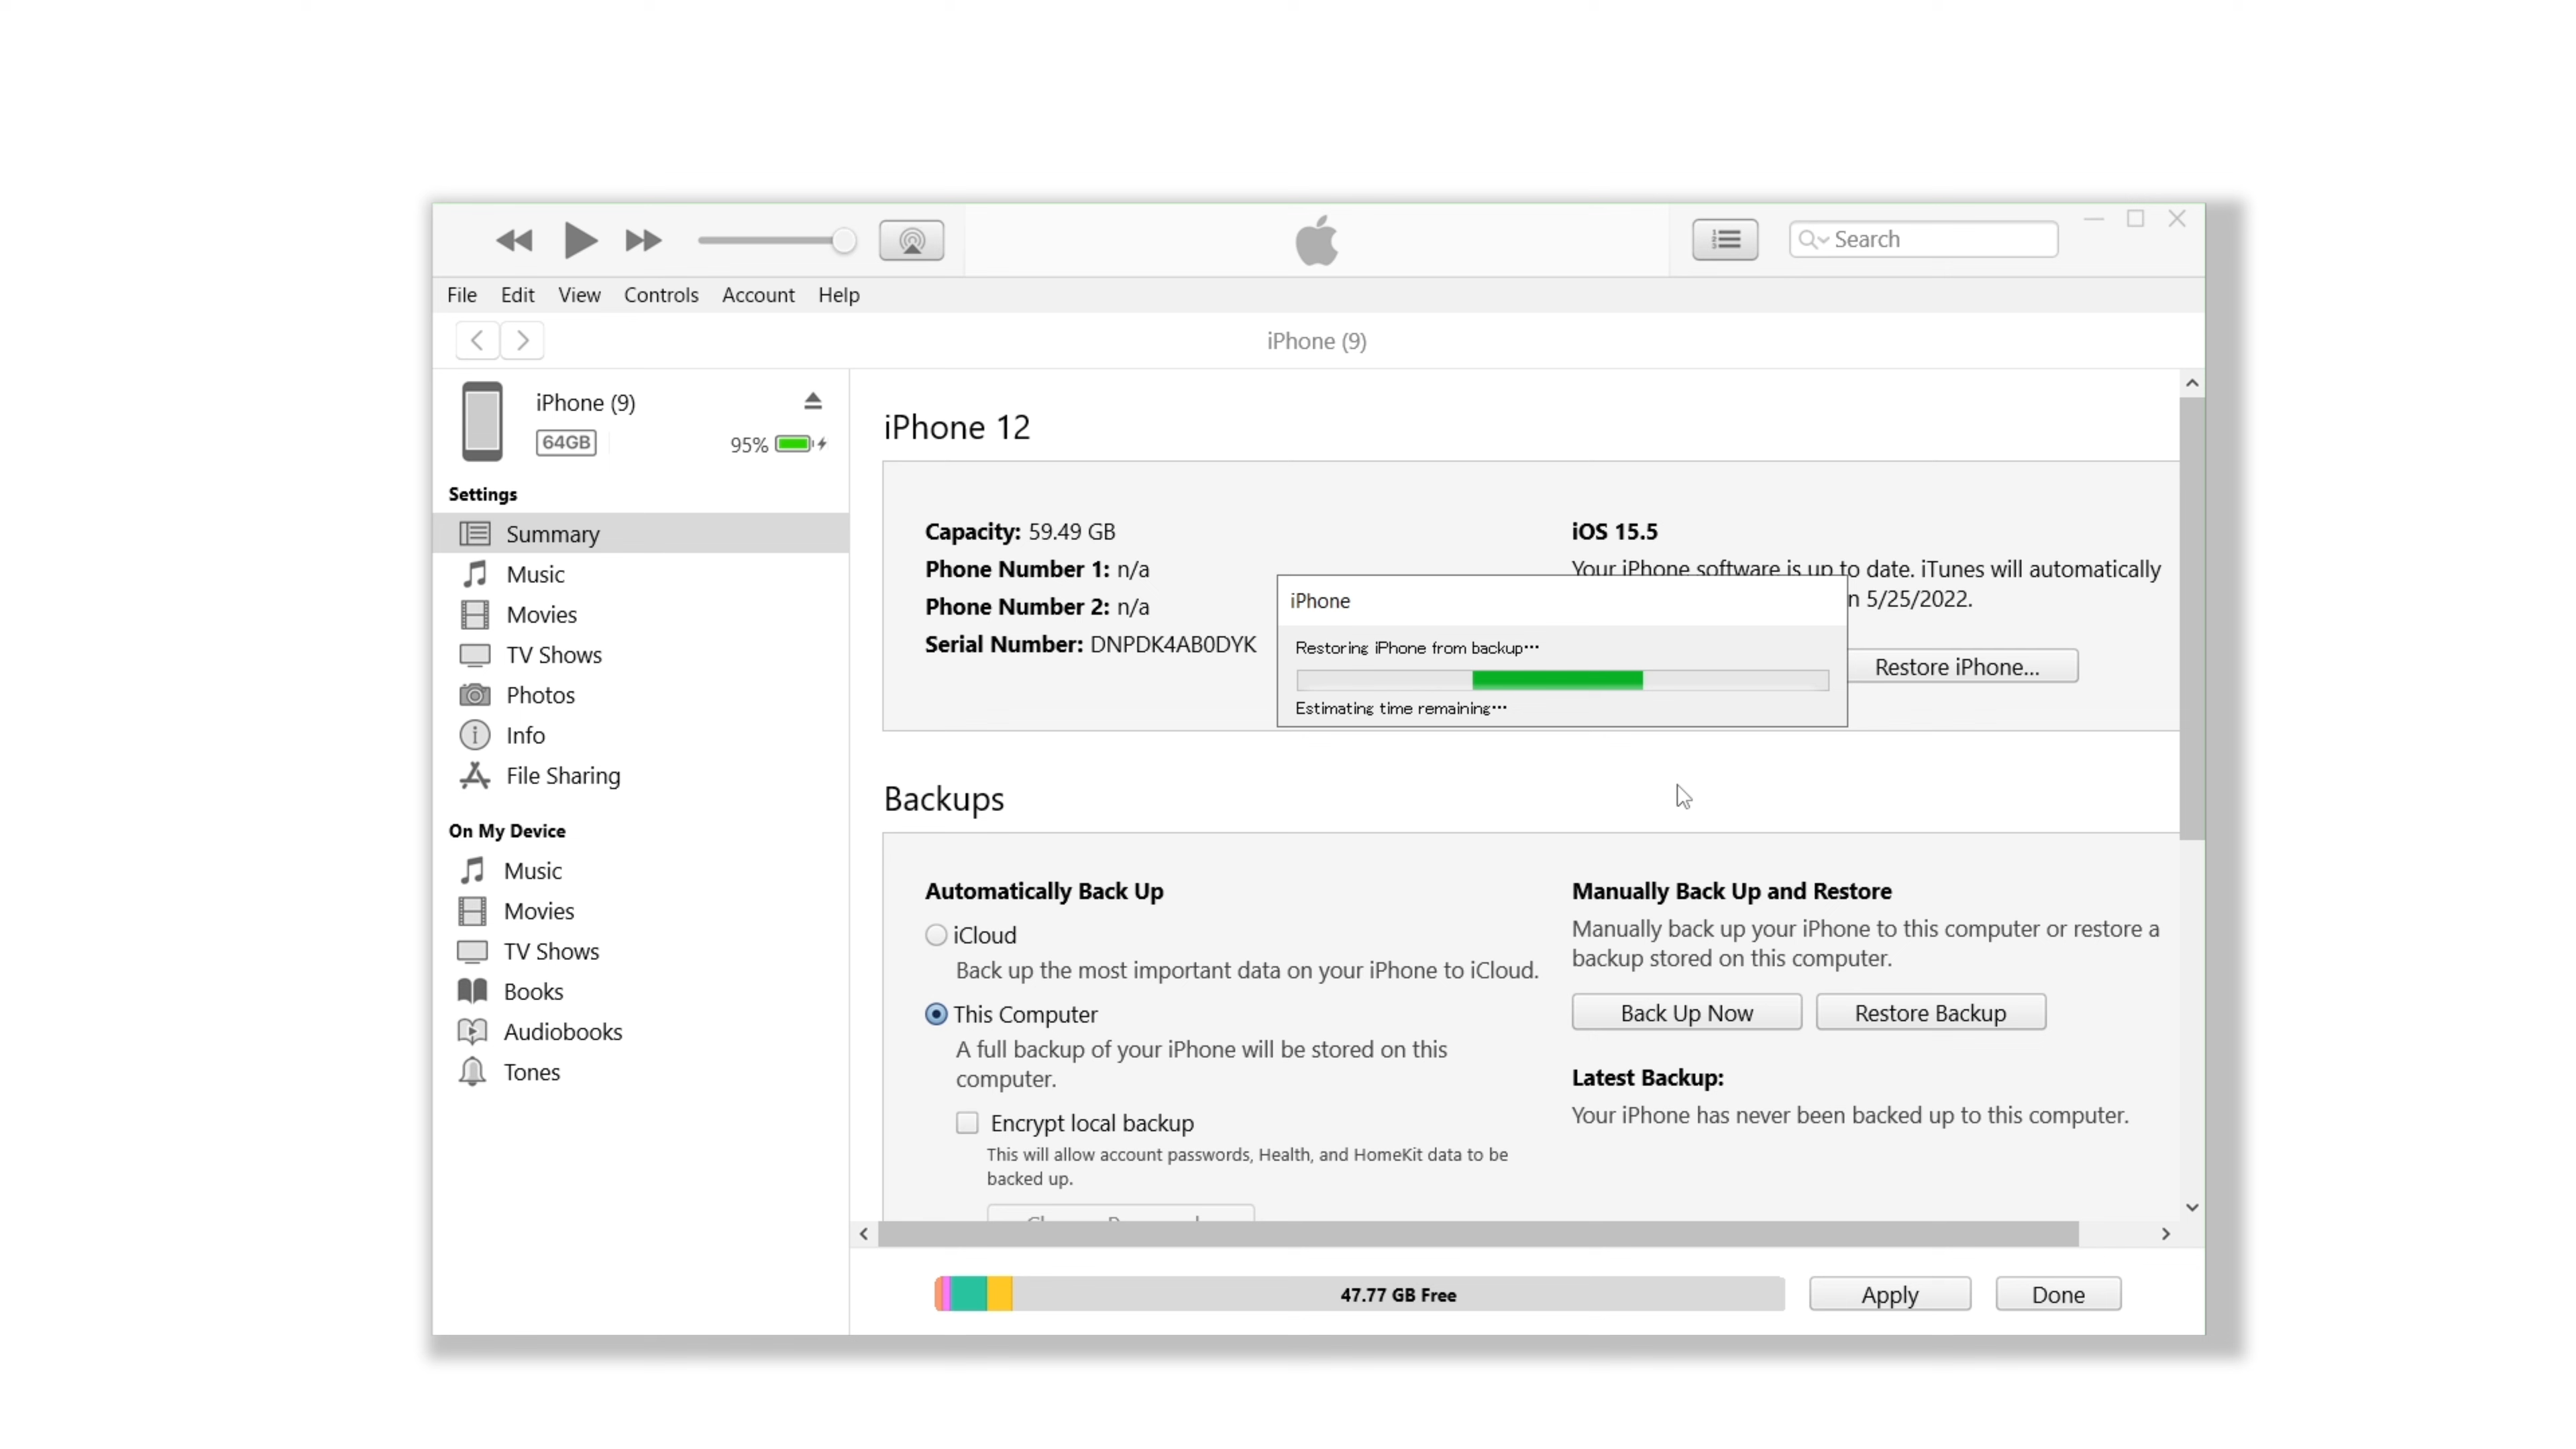 Search
File Edit View Controls Account Help
iPhone (9)
iPhone (9)
64GB
95%
Settings
Summary
Music
Movies
TV Shows
Photos
Info
File Sharing
On My Device
Music
Movies
TV Shows
Books
Audiobooks
Tones
iPhone 12
Capacity: 59.49 GB
Phone Number 1: n/a
Phone Number 2: n/a
Serial Number: DNPDK4AB0DYK
iOS 15.5
Your iPhone software is up to date. iTunes will automatically
n 5/25/2022.
Restore iPhone...
iPhone
Restoring iPhone from backup...
Estimating time remaining...
Backups
Automatically Back Up
iCloud
Back up the most important data on your iPhone to iCloud.
This Computer
A full backup of your iPhone will be stored on this
computer.
Encrypt local backup
This will allow account passwords, Health, and HomeKit data to be
backed up.
Manually Back Up and Restore
Manually back up your iPhone to this computer or restore a
backup stored on this computer.
Back Up Now
Restore Backup
Latest Backup:
Your iPhone has never been backed up to this computer.
47.77 GB Free
Apply
Done